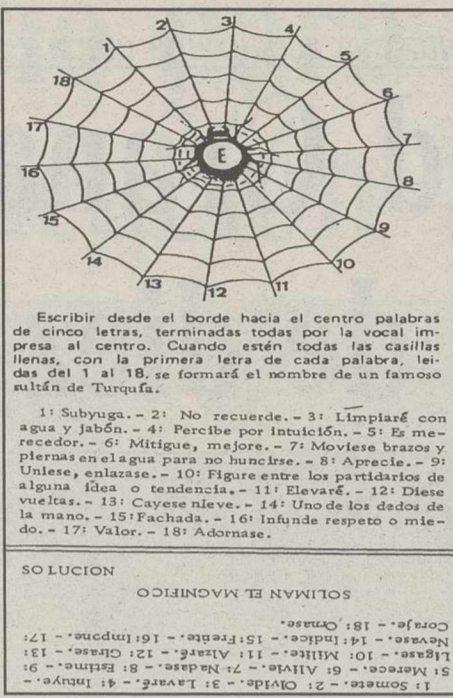 1
2
3
4
5
6
7
8
9
10
11
12
13
14
15
16
17
18
E
Escribir desde el borde hacia el centro palabras
de cinco letras, terminadas todas por la vocal im-
presa al centro. Cuando estén todas las casillas
llenas, con la primera letra de cada palabra, leí-
das del 1 al 18, se formará el nombre de un famoso
sultán de Turquía.
1: Subyuga. - 2: No recuerde. - 3: Limpiaré con
agua y jabón. - 4: Percibe por intuición. - 5: Es me-
recedor. - 6: Mitigue, mejore. - 7: Moviese brazos y
piernas en el agua para no huncirse. - 8: Aprecie. - 9:
Uniese, enlazase. - 10: Figure entre los partidarios de
alguna idea o tendencia. - 11: Elevaré. - 12: Diese
vueltas. - 13: Cayese nieve. - 14: Uno de los dedos de
la mano. - 15: Fachada. - 16: Infunde respeto o mie-
do. - 17: Valor. - 18: Adornase.
SOLUCION
SOLIMAN EL MAGNIFICO
1: Somete. - 2: Olvide. - 3: Lavaré. - 4: Intuye. -
5: Merece. - 6: Alivie. - 7: Nadase. - 8: Estime. - 9:
Ligase. - 10: Milite. - 11: Alzaré. - 12: Girase. - 13:
Nevase. - 14: Indice. - 15: Frente. - 16: Impone. - 17:
Coraje. - 18: Ornase.